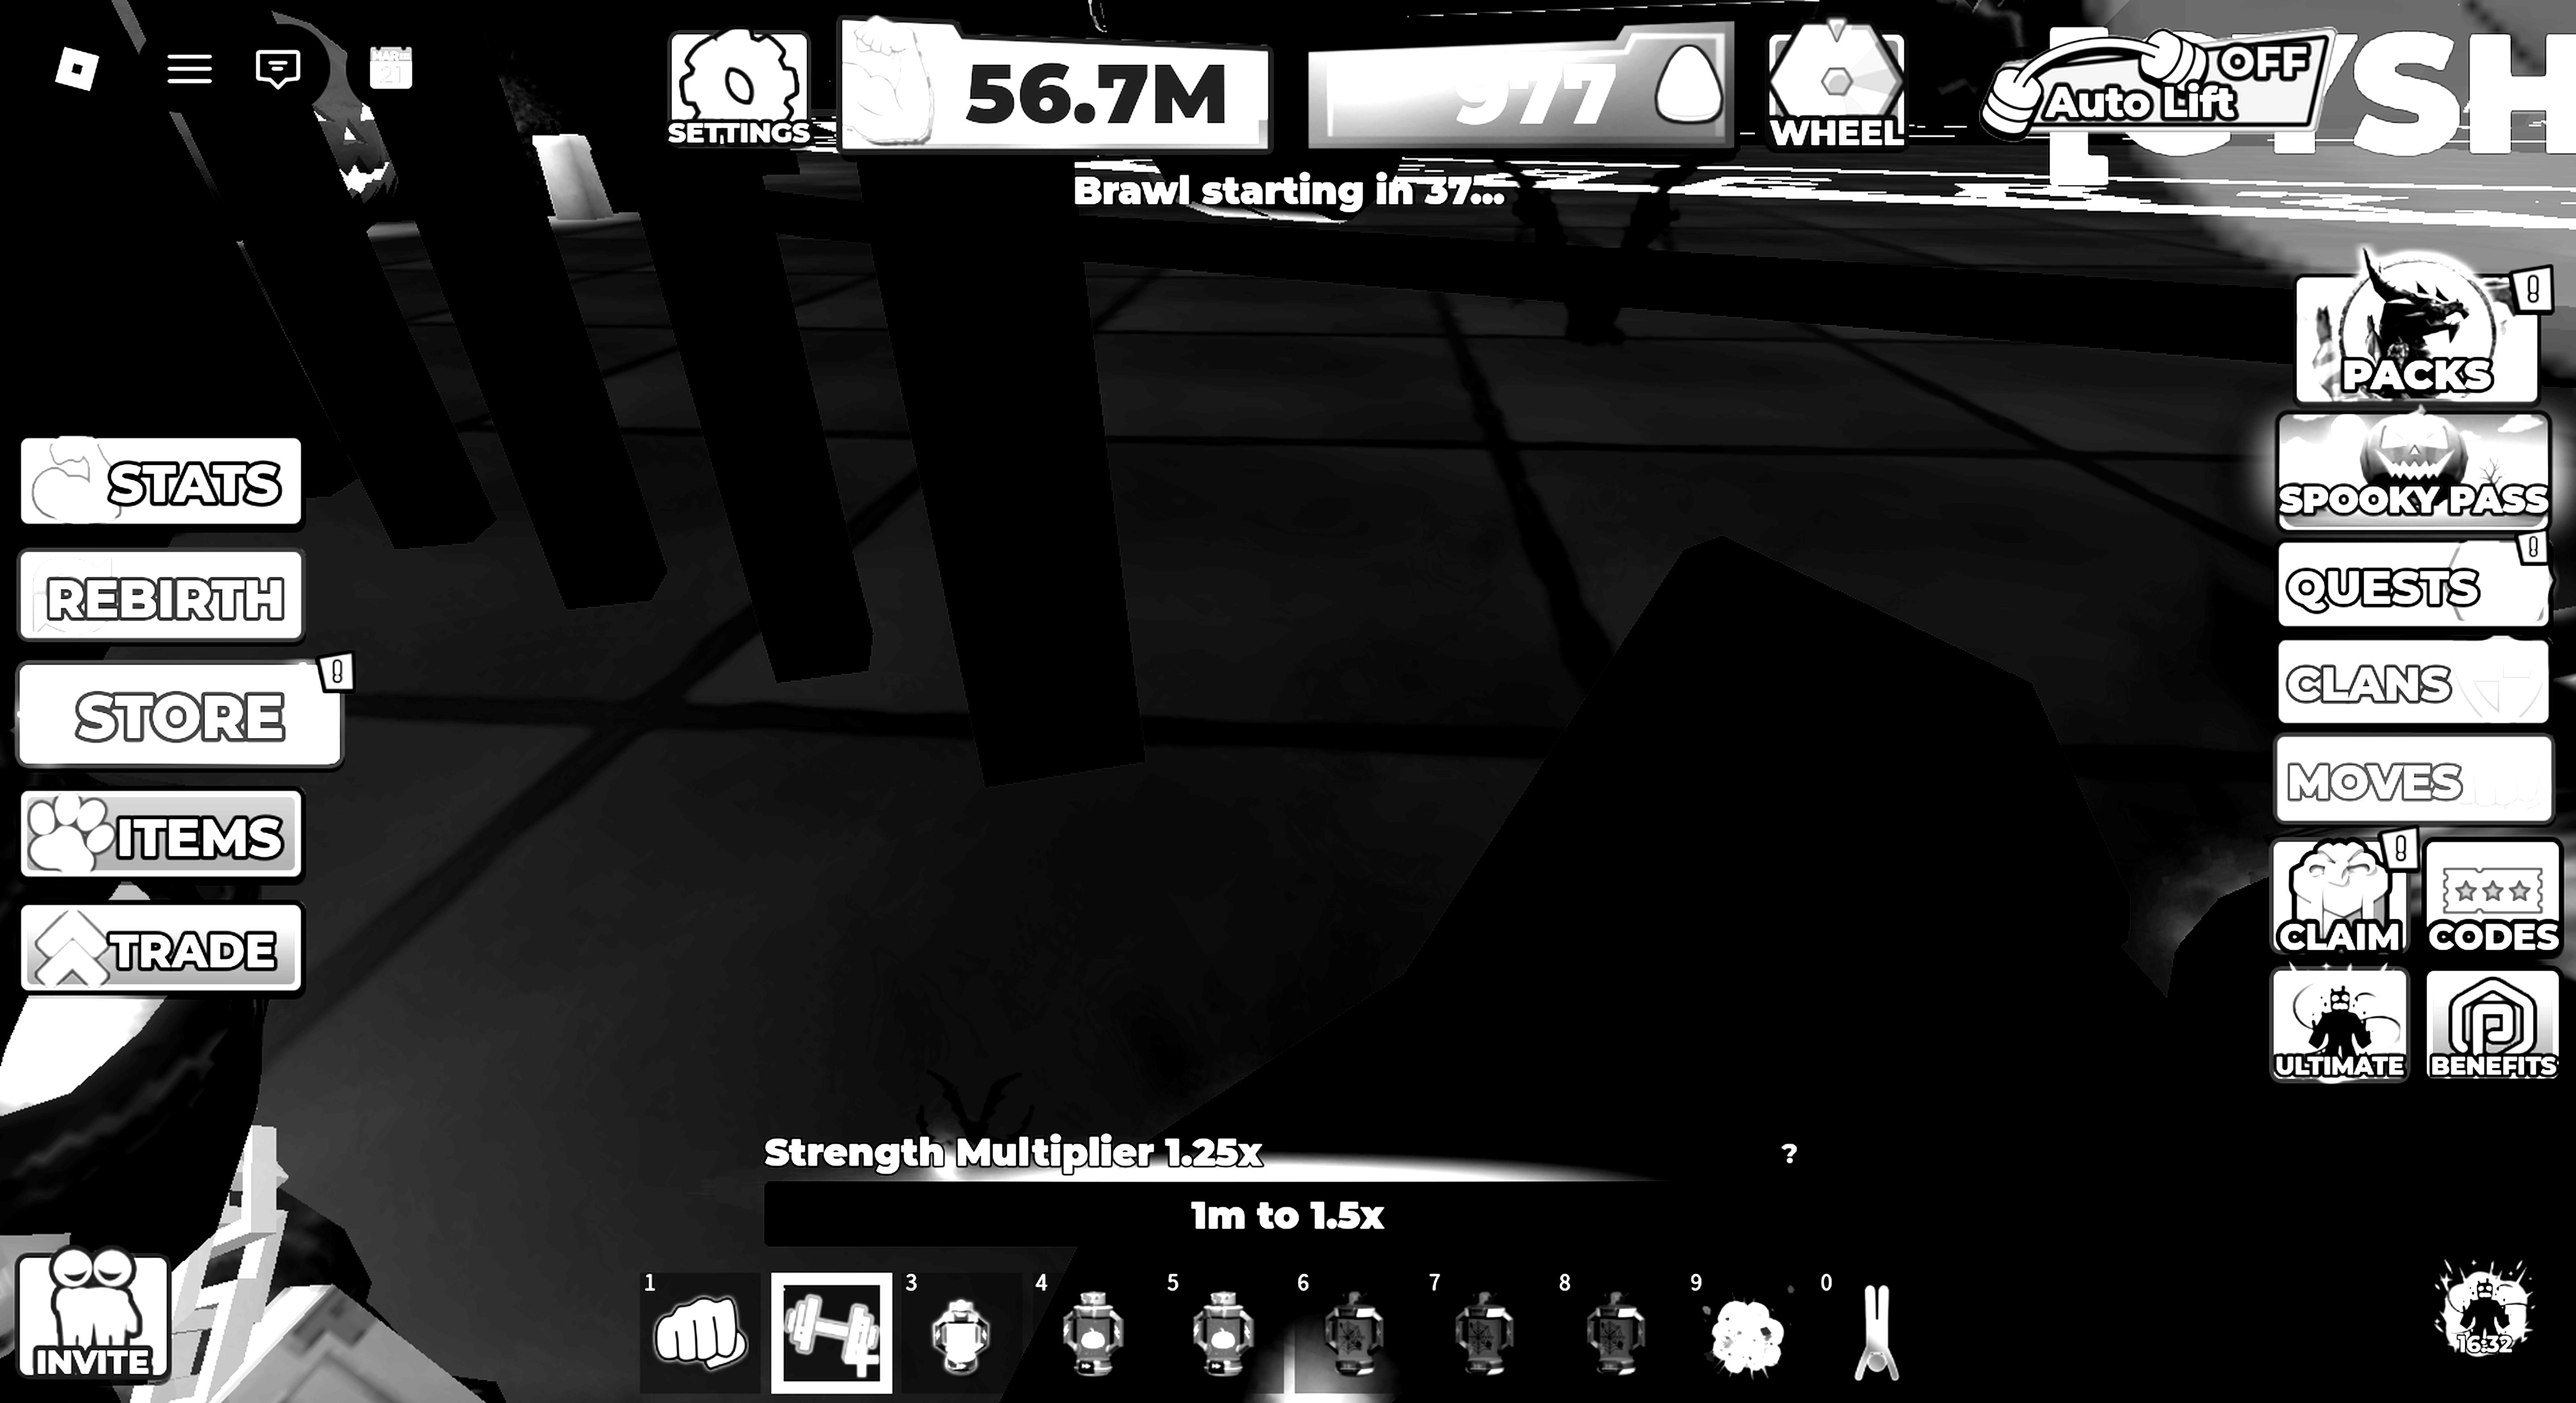 MARCH
21
SETTINGS
56.7M
977
WHEEL
OFF
Auto Lift
Brawl starting in 37...
PACKS
SPOOKY PASS
QUESTS
CLANS
MOVES
CLAIM
CODES
ULTIMATE
BENEFITS
STATS
REBIRTH
STORE
ITEMS
TRADE
INVITE
Strength Multiplier 1.25x
?
1m to 1.5x
1
3
4
5
6
7
8
9
0
16:32